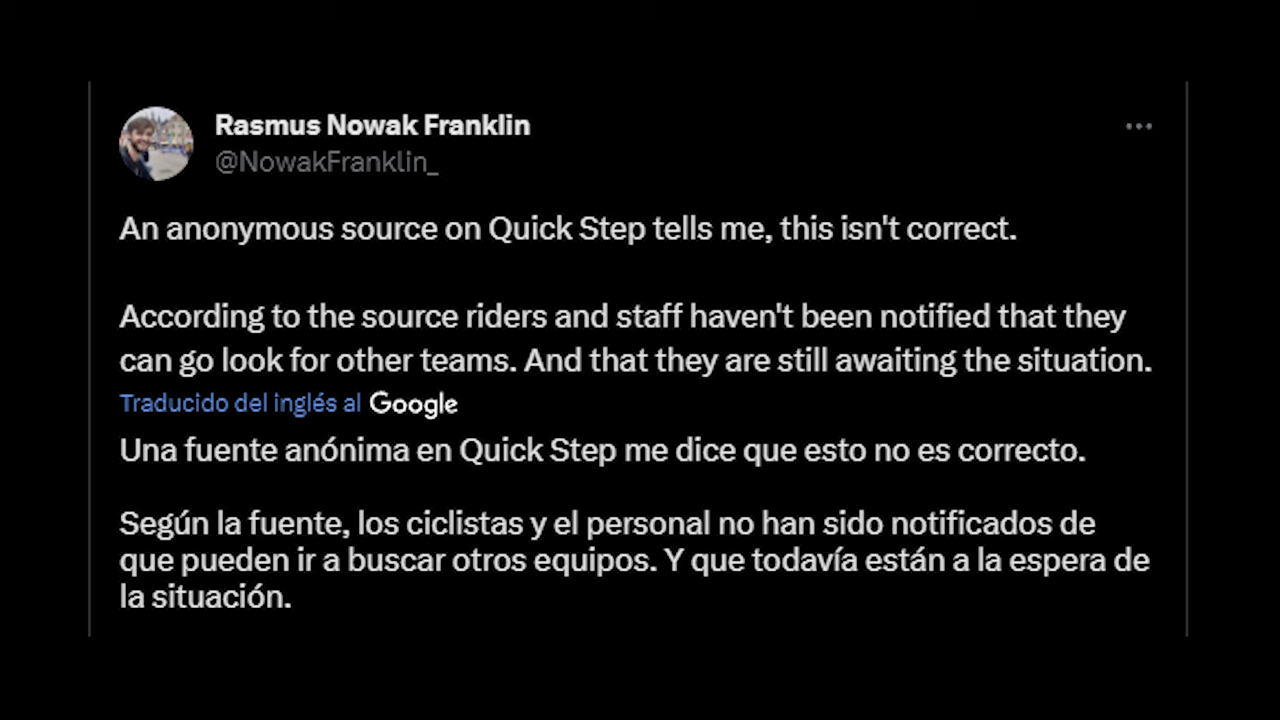 Rasmus Nowak Franklin
@NowakFranklin_
An anonymous source on Quick Step tells me, this isn't correct.
According to the source riders and staff haven't been notified that they
can go look for other teams. And that they are still awaiting the situation.
Traducido del inglés al Google
Una fuente anónima en Quick Step me dice que esto no es correcto.
Según la fuente, los ciclistas y el personal no han sido notificados de
que pueden ir a buscar otros equipos. Y que todavía están a la espera de
la situación.